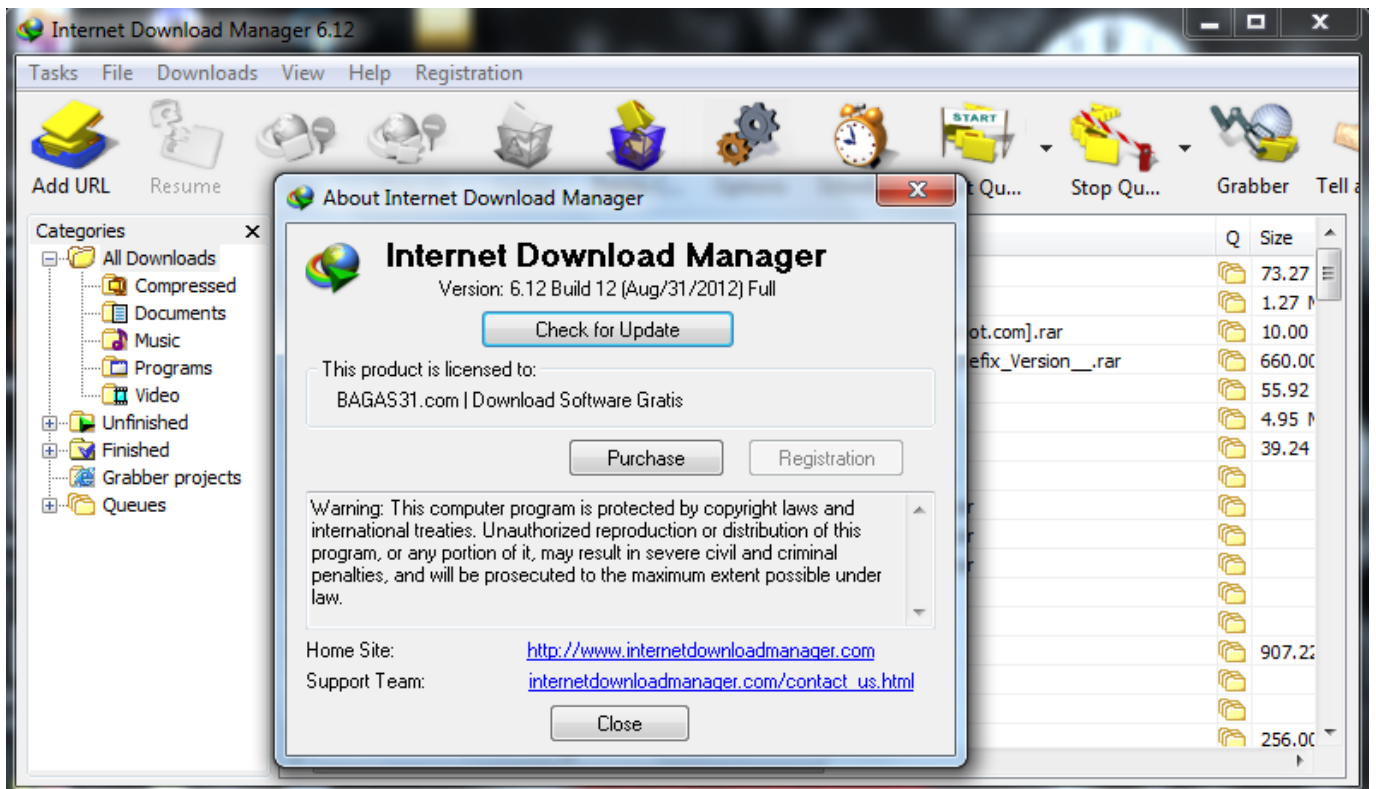 Internet Download Manager 6.12
Tasks File Downloads View Help Registration
Add URL Resume Qu... Stop Qu... Grabber Tell
About Internet Download Manager
Categories x
Q Size
All Downloads
Compressed
Documents
Music
Programs
Video
Unfinished
Finished
Grabber projects
Queues
Internet Download Manager
Version: 6.12 Build 12 (Aug/31/2012) Full
Check for Update
This product is licensed to:
BAGAS31.com | Download Software Gratis
Purchase Registration
Warning: This computer program is protected by copyright laws and
international treaties. Unauthorized reproduction or distribution of this
program, or any portion of it, may result in severe civil and criminal
penalties, and will be prosecuted to the maximum extent possible under
law.
Home Site: http://www.internetdownloadmanager.com
Support Team: internetdownloadmanager.com/contact_us.html
Close
START
73.27
1.27
ot.com].rar 10.00
efix_Version__.rar 660.00
55.92
4.95
39.24
907.22
256.00